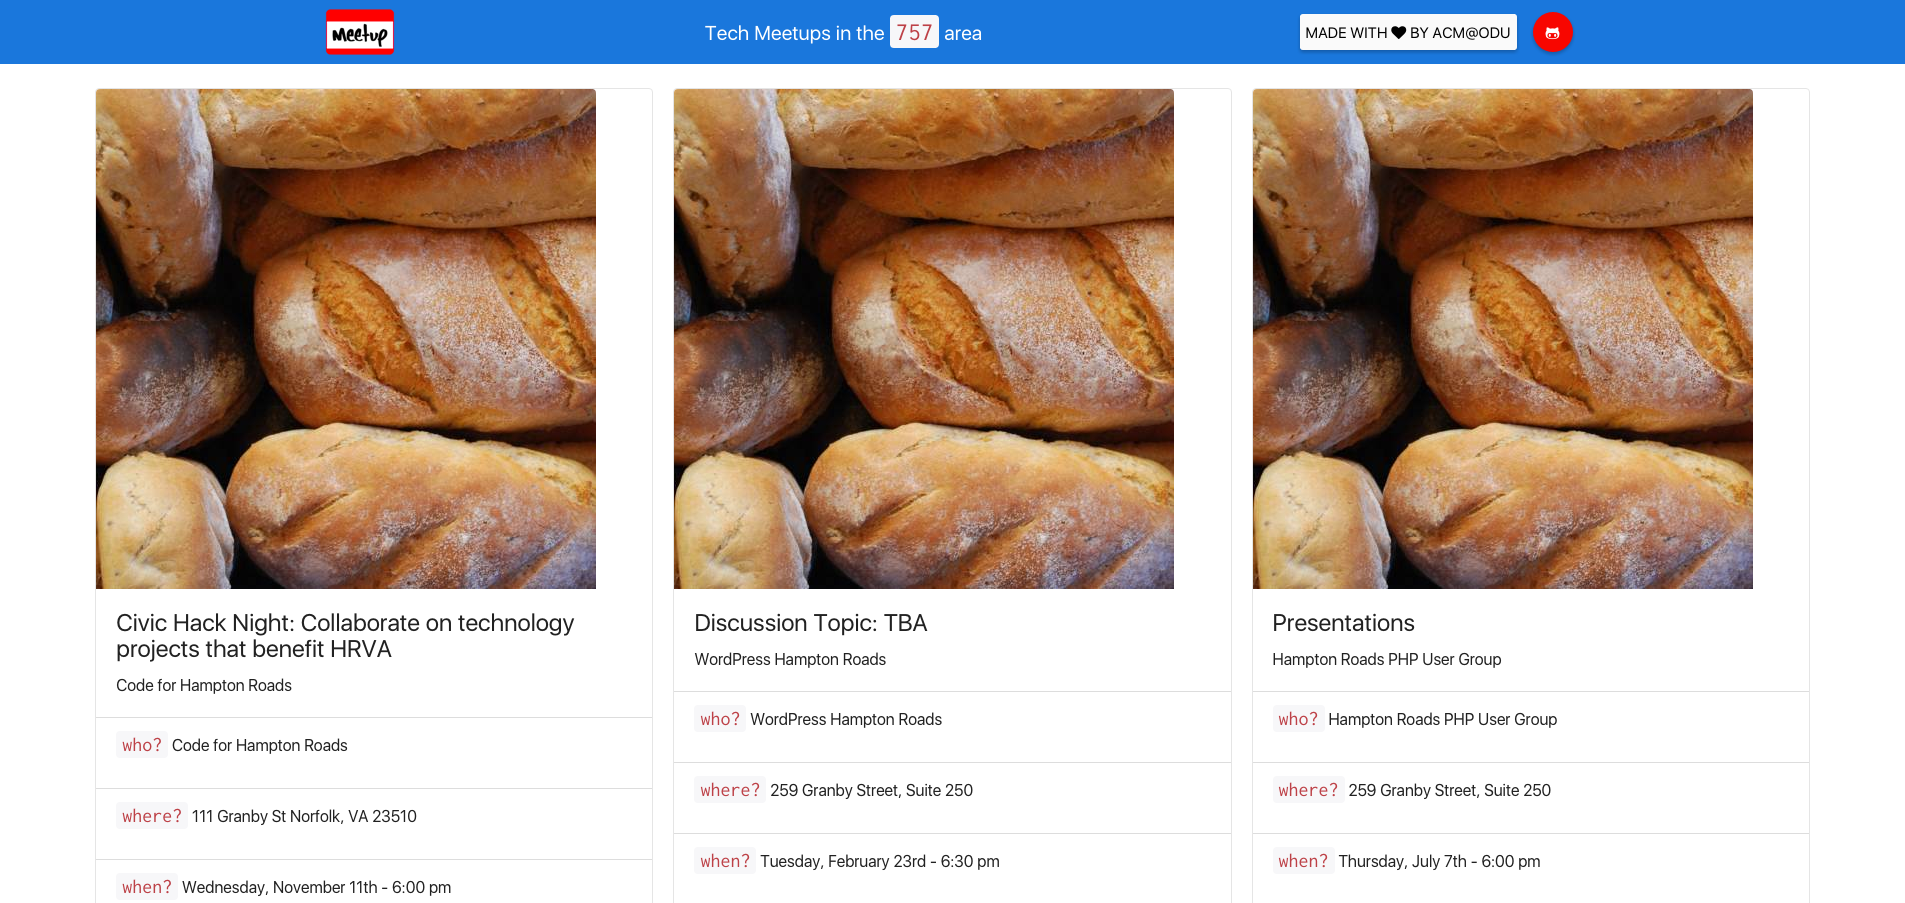 Meetup
Tech Meetups in the 757 area
MADE WITH BY ACM@ODU
Civic Hack Night: Collaborate on technology
projects that benefit HRVA
Code for Hampton Roads
who? Code for Hampton Roads
where? 111 Granby St Norfolk, VA 23510
when? Wednesday, November 11th - 6:00 pm
Discussion Topic: TBA
WordPress Hampton Roads
who? WordPress Hampton Roads
where? 259 Granby Street, Suite 250
when? Tuesday, February 23rd - 6:30 pm
Presentations
Hampton Roads PHP User Group
who? Hampton Roads PHP User Group
where? 259 Granby Street, Suite 250
when? Thursday, July 7th - 6:00 pm